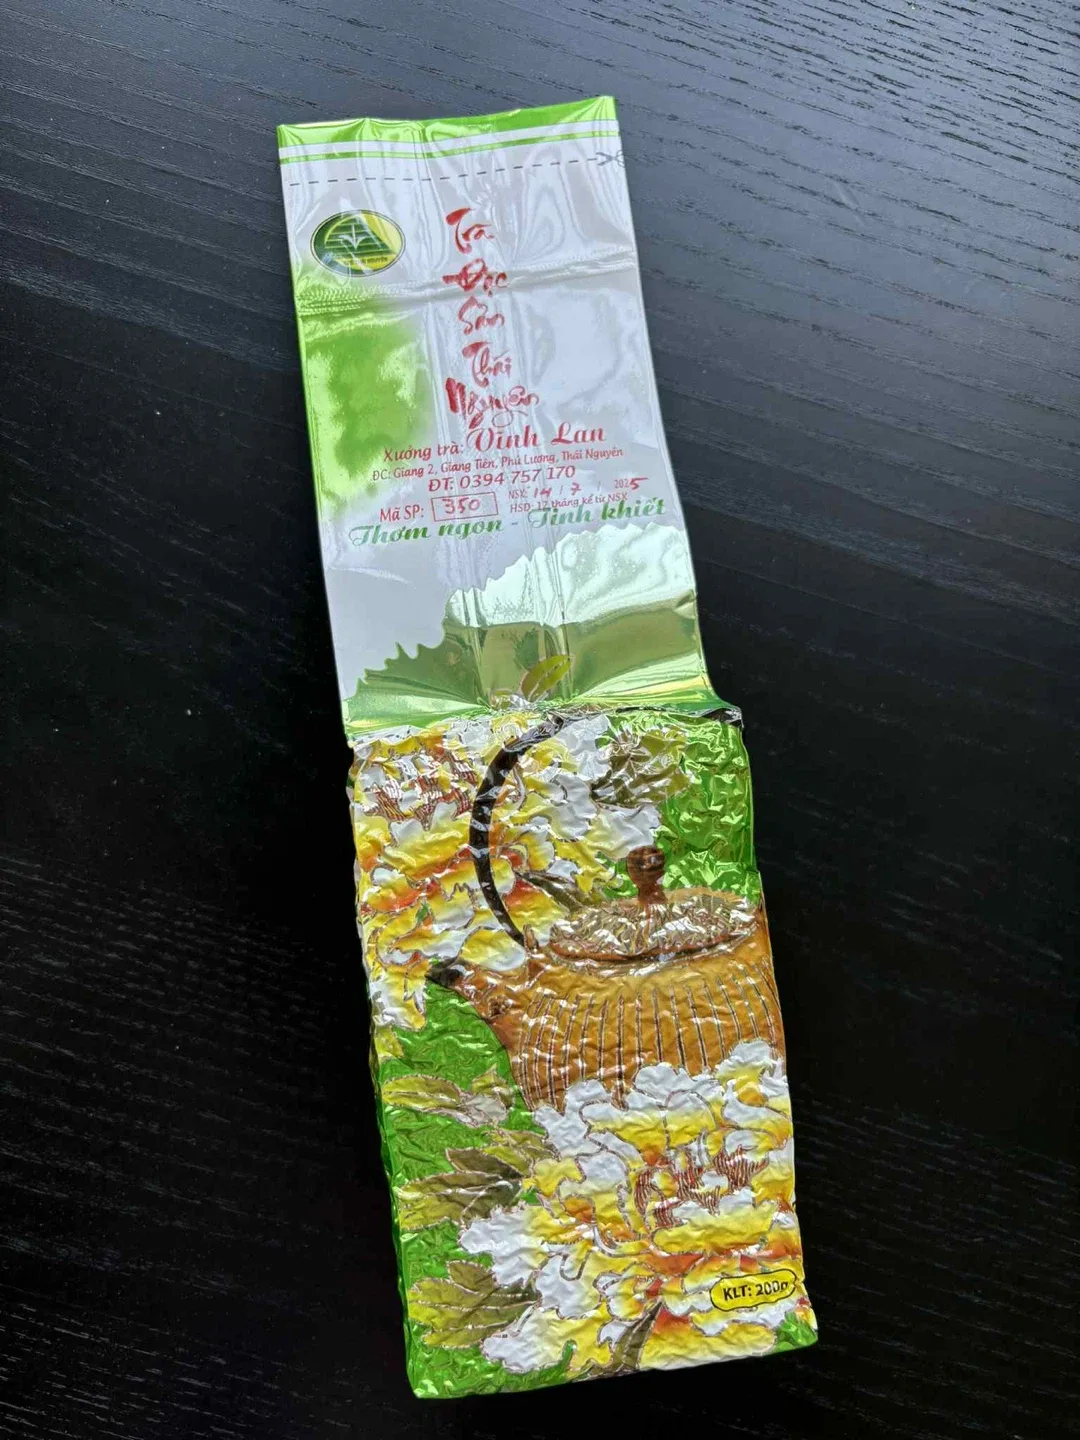 Trà
Đặc
Sản
Thái
Nguyên
Xưởng trà: Vinh Lan
ĐC: Giang 2, Giang Tiên, Phú Lương, Thái Nguyên
ĐT: 0394 757 170
Mã SP: 350
NSX: 14 / 7 / 2025
HSD: 12 tháng kể từ NSX
Thơm ngon - Tinh khiết
KLT: 200g